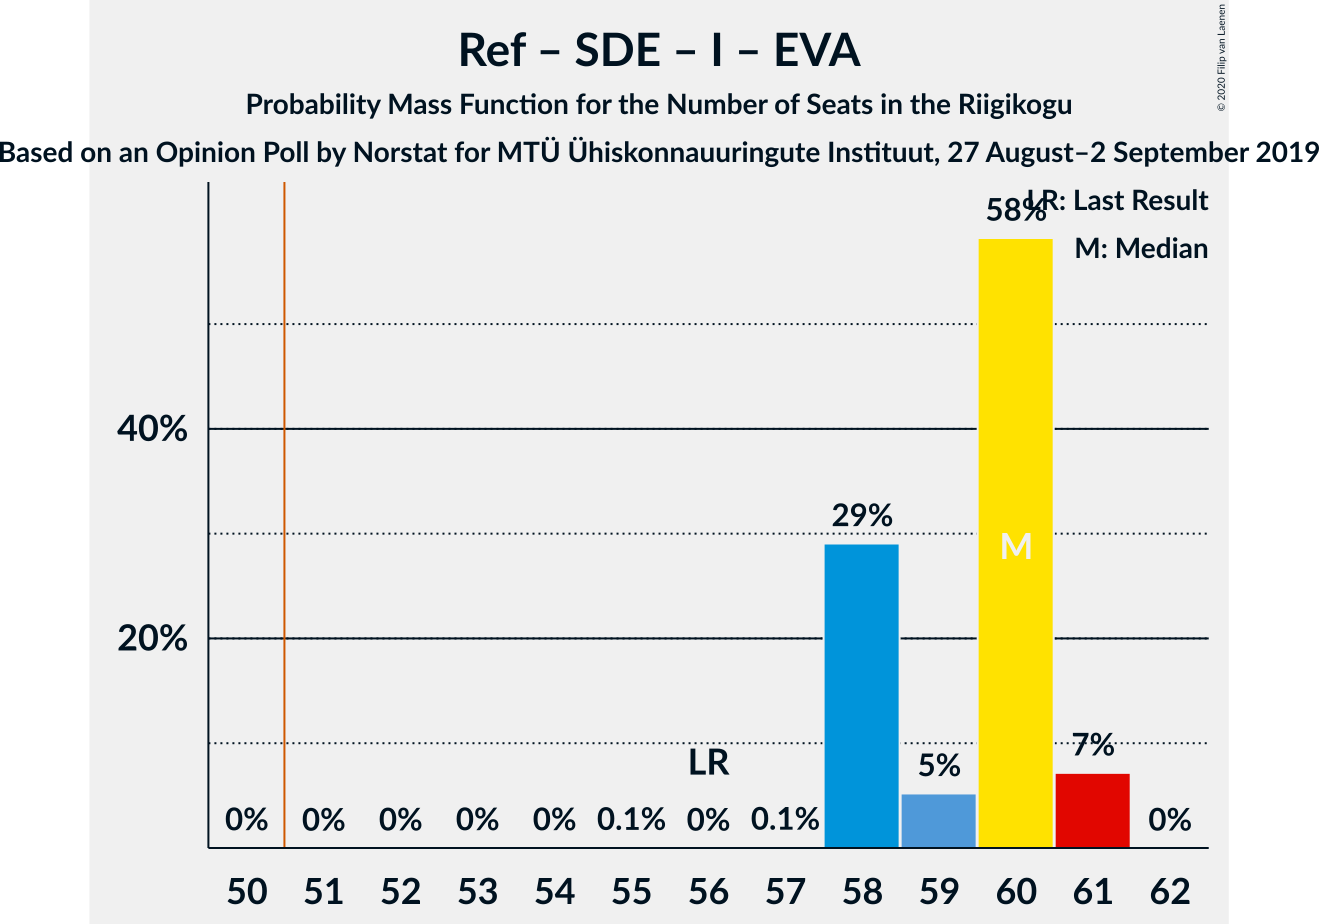 Ref – SDE – I – EVA
Probability Mass Function for the Number of Seats in the Riigikogu
Based on an Opinion Poll by Norstat for MTÜ Ühiskonnauuringute Instituut, 27 August–2 September 2019
© 2020 Filip van Laenen
LR: Last Result
M: Median
58%
40%
29%
M
20%
7%
LR
5%
0% 0% 0% 0% 0% 0.1% 0% 0.1% 0%
50 51 52 53 54 55 56 57 58 59 60 61 62